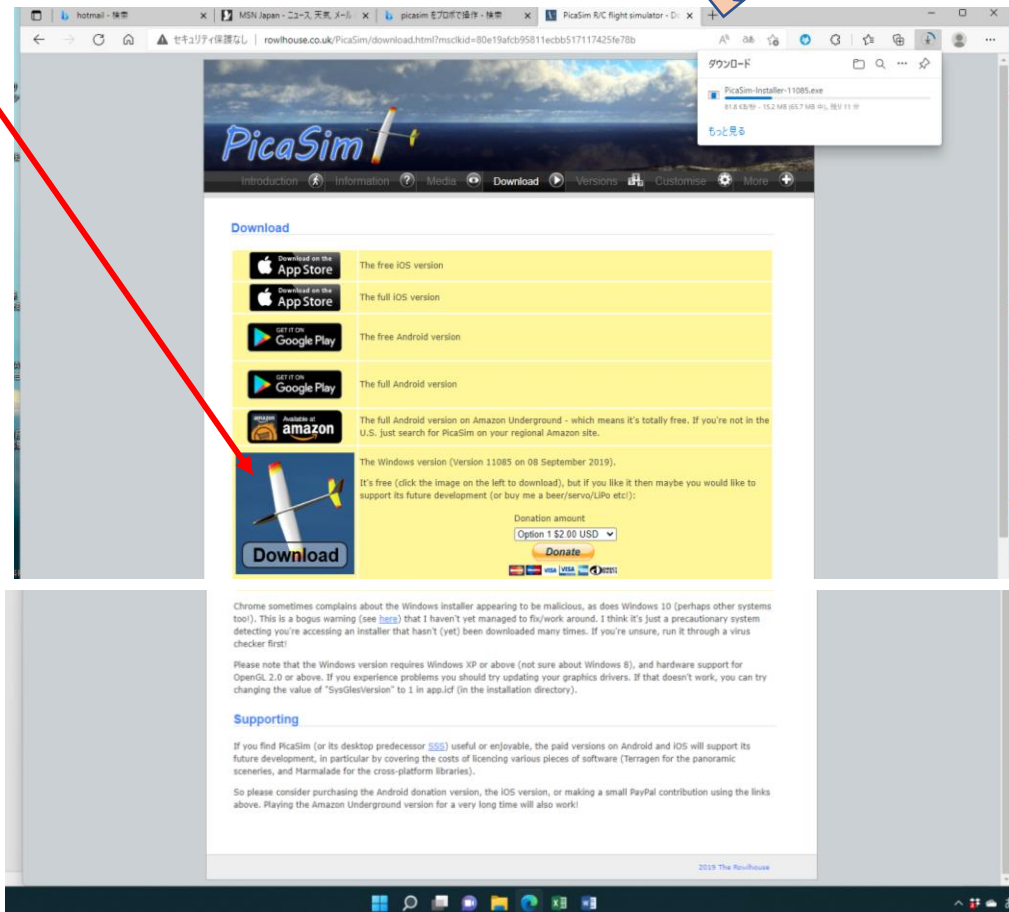 hotmail - 検索
MSN Japan - ニュース, 天気, メール
picasim をプロポで操作 - 検索
PicaSim R/C flight simulator - Do
セキュリティ保護なし
rowlhouse.co.uk/PicaSim/download.html?msclkid=80e19afcb95811ecbb517117425fe78b
ダウンロード
PicaSim-Installer-11085.exe
81.8 KB/秒 - 15.2 MB (65.7 MB 中), 残り 11 分
もっと見る
PicaSim
Introduction
Information
Media
Download
Versions
Customise
More
Download
Download on the
App Store
The free iOS version
Download on the
App Store
The full iOS version
GET IT ON
Google Play
The free Android version
GET IT ON
Google Play
The full Android version
amazon
Available at
amazon
The full Android version on Amazon Underground - which means it's totally free. If you're not in the
U.S. just search for PicaSim on your regional Amazon site.
The Windows version (Version 11085 on 08 September 2019).
It's free (click the image on the left to download), but if you like it then maybe you would like to
support its future development (or buy me a beer/servo/LiPo etc!):
Donation amount
Option 1 $2.00 USD
Donate
VISA
VISA
Download
Chrome sometimes complains about the Windows installer appearing to be malicious, as does Windows 10 (perhaps other systems
too!). This is a bogus warning (see here) that I haven't yet managed to fix/work around. I think it's just a precautionary system
detecting you're accessing an installer that hasn't (yet) been downloaded many times. If you're unsure, run it through a virus
checker first!
Please note that the Windows version requires Windows XP or above (not sure about Windows 8), and hardware support for
OpenGL 2.0 or above. If you experience problems you should try updating your graphics drivers. If that doesn't work, you can try
changing the value of "SysGlesVersion" to 1 in app.icf (in the installation directory).
Supporting
If you find PicaSim (or its desktop predecessor SSS) useful or enjoyable, the paid versions on Android and iOS will support its
future development, in particular by covering the costs of licencing various pieces of software (Terragen for the panoramic
sceneries, and Marmalade for the cross-platform libraries).
So please consider purchasing the Android donation version, the iOS version, or making a small PayPal contribution using the links
above. Playing the Amazon Underground version for a very long time will also work!
2019 The Rowlhouse